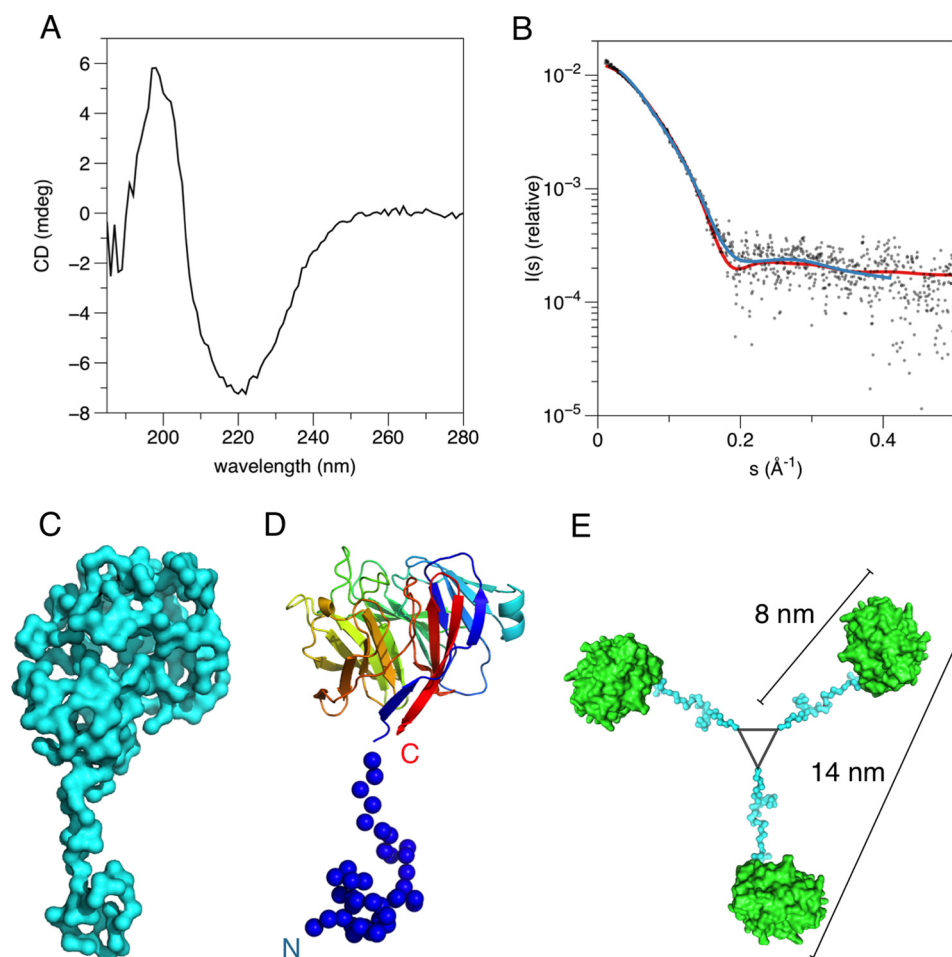 A
6
4
2
0
−2
−4
−6
−8
CD (mdeg)
200 220 240 260 280
wavelength (nm)
B
10⁻²
10⁻³
10⁻⁴
10⁻⁵
I(s) (relative)
0 0.2 0.4
s (Å⁻¹)
C
D
C
N
E
8 nm
14 nm